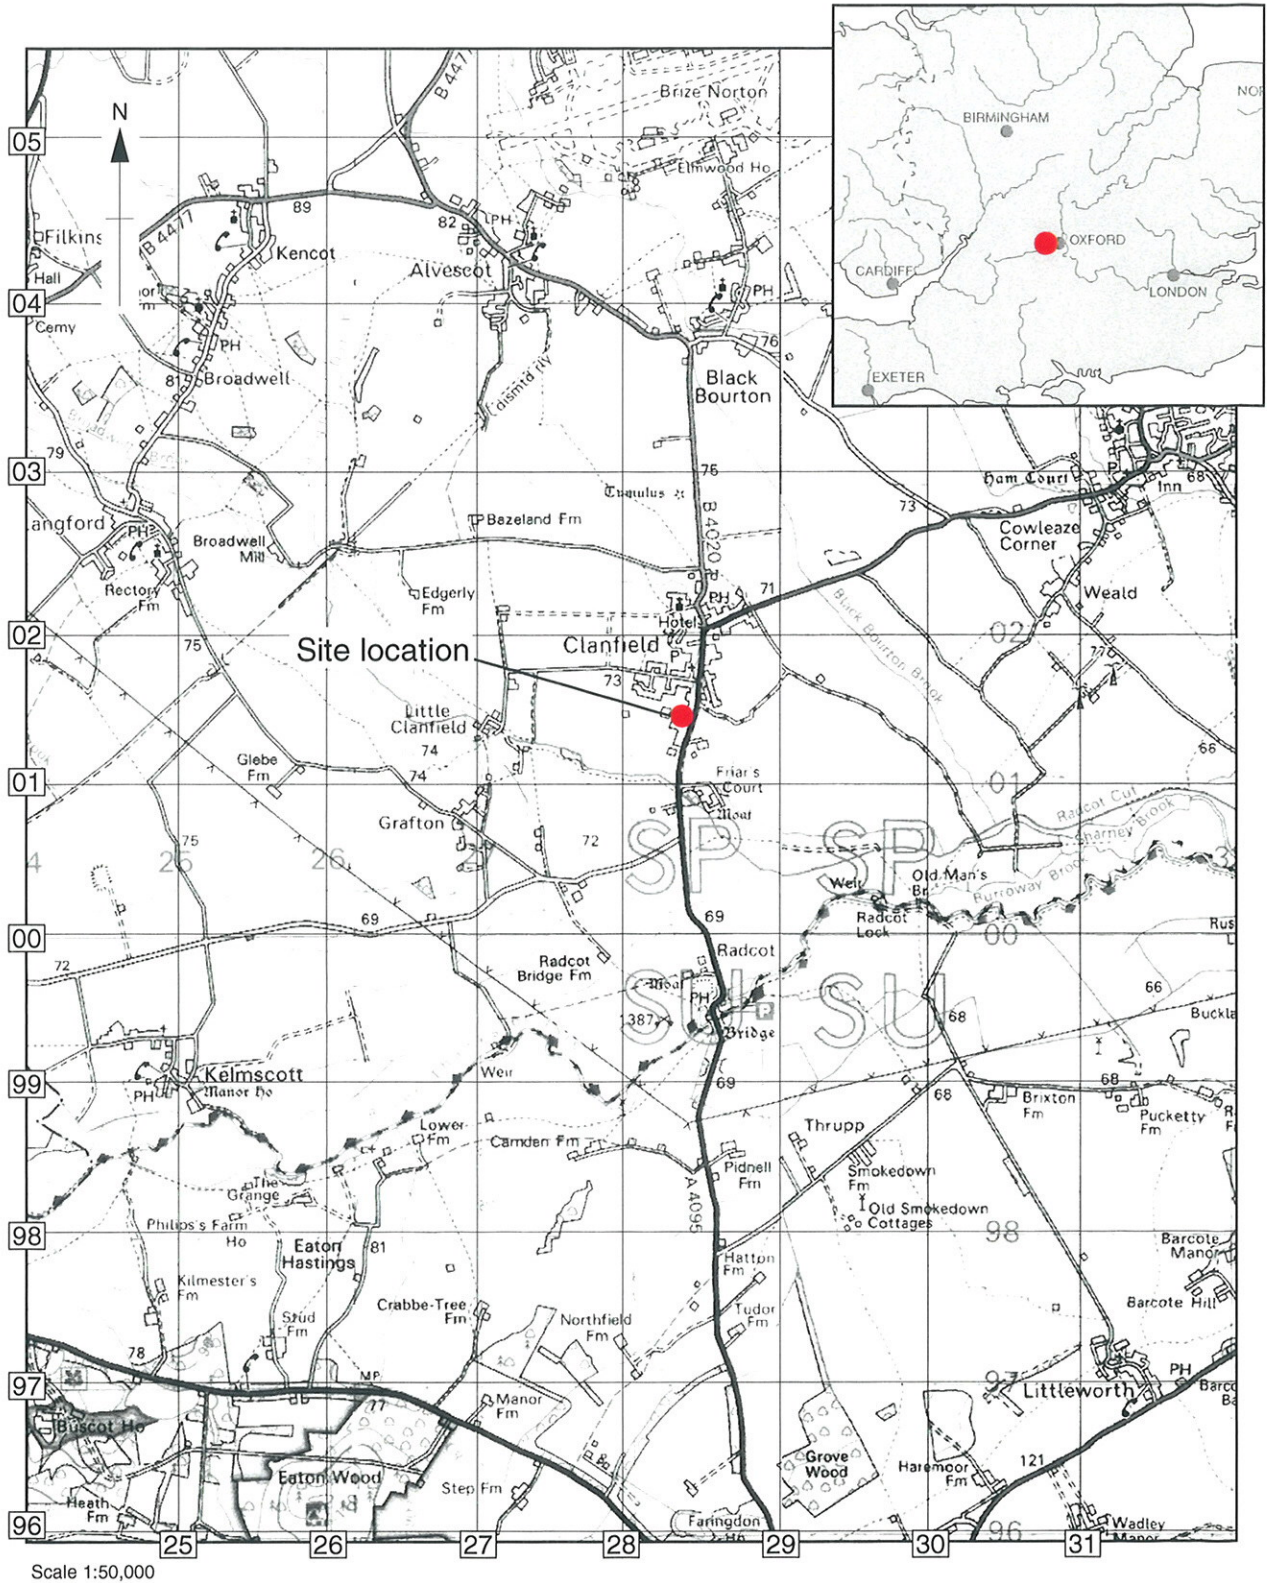 Brize Norton
B 4477
NOR
BIRMINGHAM
OXFORD
CARDIFF
LONDON
EXETER
N
05
Elmwood Ho
89
82
PH
B 4477
Filkins
Kencot
Hall
Alvescot
PH
04
Cemy
PH
76
dismtd rly
81
Broadwell
Black
Bourton
79
03
75
Tumulus
Ham Court
P
Inn
68
73
B 4020
Langford
PH
Bazeland Fm
Cowleaze
Corner
Broadwell
Mill
Rectory
Fm
Edgerly
Fm
71
Weald
PH
Hotel
02
02
75
Site location
Clanfield
P
77
73
Black Bourton Brook
Little
Clanfield
74
66
Glebe
Fm
74
Friar's
Court
Moat
01
01
Radcot Cut
Sharney Brook
Grafton
75
72
4
25
26
SP
SP
Weir
Old Man's
Br
Burroway Brook
69
69
Radcot
Lock
00
00
Radcot
72
Radcot
Bridge Fm
Moat
PH
SU
SU
P
66
1387
Bridge
68
Buckla
Kelmscott
Manor Ho
PH
Weir
99
69
68
68
Brixton
Fm
Pucketty
Fm
Lower
Fm
Camden Fm
Thrupp
Pidnell
Fm
Smokedown
Fm
The
Grange
A 4095
Old Smokedown
Cottages
Philips's Farm
Ho
98
98
Eaton
Hastings
81
Hatton
Fm
Barcote
Manor
Kilmester's
Fm
Crabbe-Tree
Fm
Northfield
Fm
Tudor
Fm
Barcote Hill
Stud
Fm
78
MP
PH
97
97
77
Littleworth
Manor
Fm
Buscot Ho
Eaton Wood
Grove
Wood
Haremoor
Fm
121
Step Fm
Heath
Fm
Faringdon
96
96
Wadley
Manor
25
26
27
28
29
30
31
Scale 1:50,000